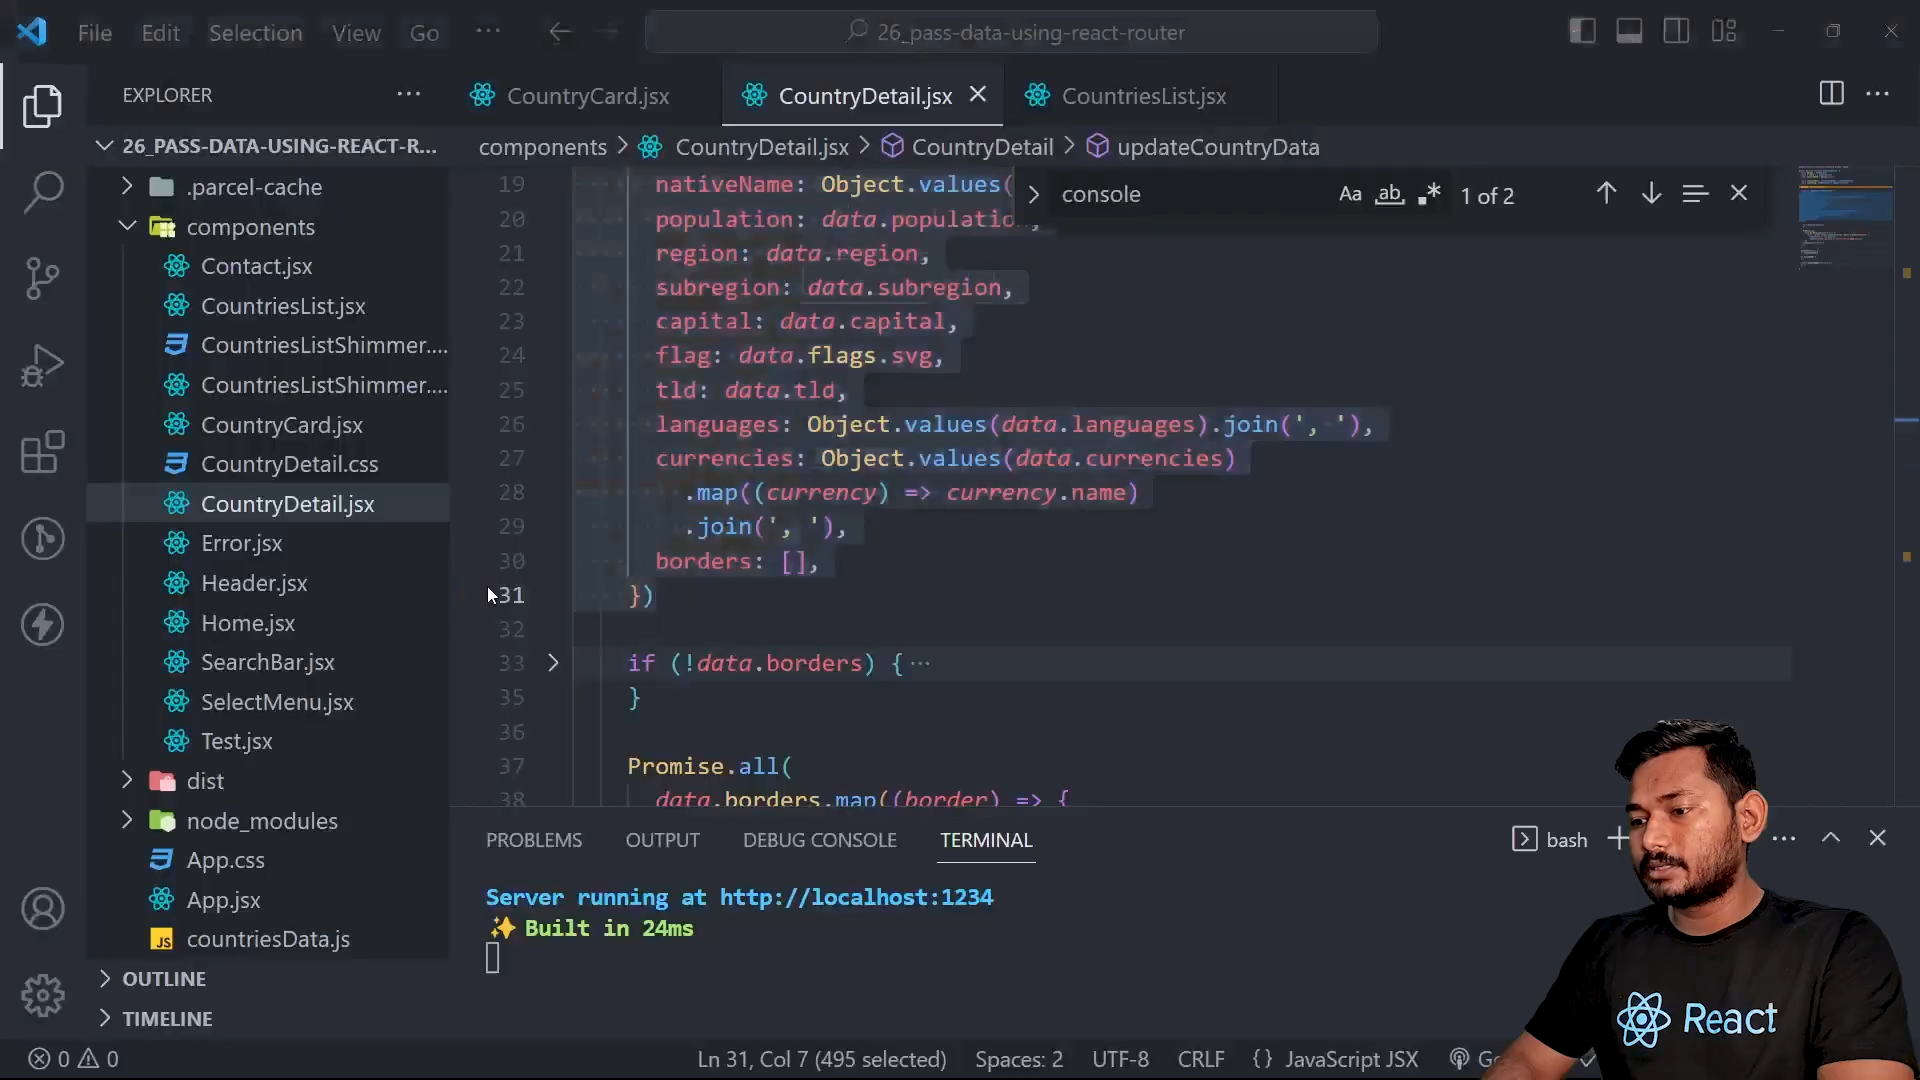 File Edit Selection View Go ··· 26_pass-data-using-react-router
EXPLORER ··· CountryCard.jsx CountryDetail.jsx CountriesList.jsx
26_PASS-DATA-USING-REACT-R... components > CountryDetail.jsx > CountryDetail > updateCountryData
.parcel-cache
components
Contact.jsx
CountriesList.jsx
CountriesListShimmer....
CountriesListShimmer....
CountryCard.jsx
CountryDetail.css
CountryDetail.jsx
Error.jsx
Header.jsx
Home.jsx
SearchBar.jsx
SelectMenu.jsx
Test.jsx
dist
node_modules
App.css
App.jsx
JS countriesData.js
OUTLINE
TIMELINE
console Aa ab 1 of 2
19 nativeName: Object.values(
20 population: data.population,
21 region: data.region,
22 subregion: data.subregion,
23 capital: data.capital,
24 flag: data.flags.svg,
25 tld: data.tld,
26 languages: Object.values(data.languages).join(', '),
27 currencies: Object.values(data.currencies)
28 .map((currency) => currency.name)
29 .join(', '),
30 borders: [],
31 })
32
33 if (!data.borders) {···
35 }
36
37 Promise.all(
38 data.borders.map((border) => {
PROBLEMS OUTPUT DEBUG CONSOLE TERMINAL bash
Server running at http://localhost:1234
✨ Built in 24ms
React
0 0 Ln 31, Col 7 (495 selected) Spaces: 2 UTF-8 CRLF {} JavaScript JSX